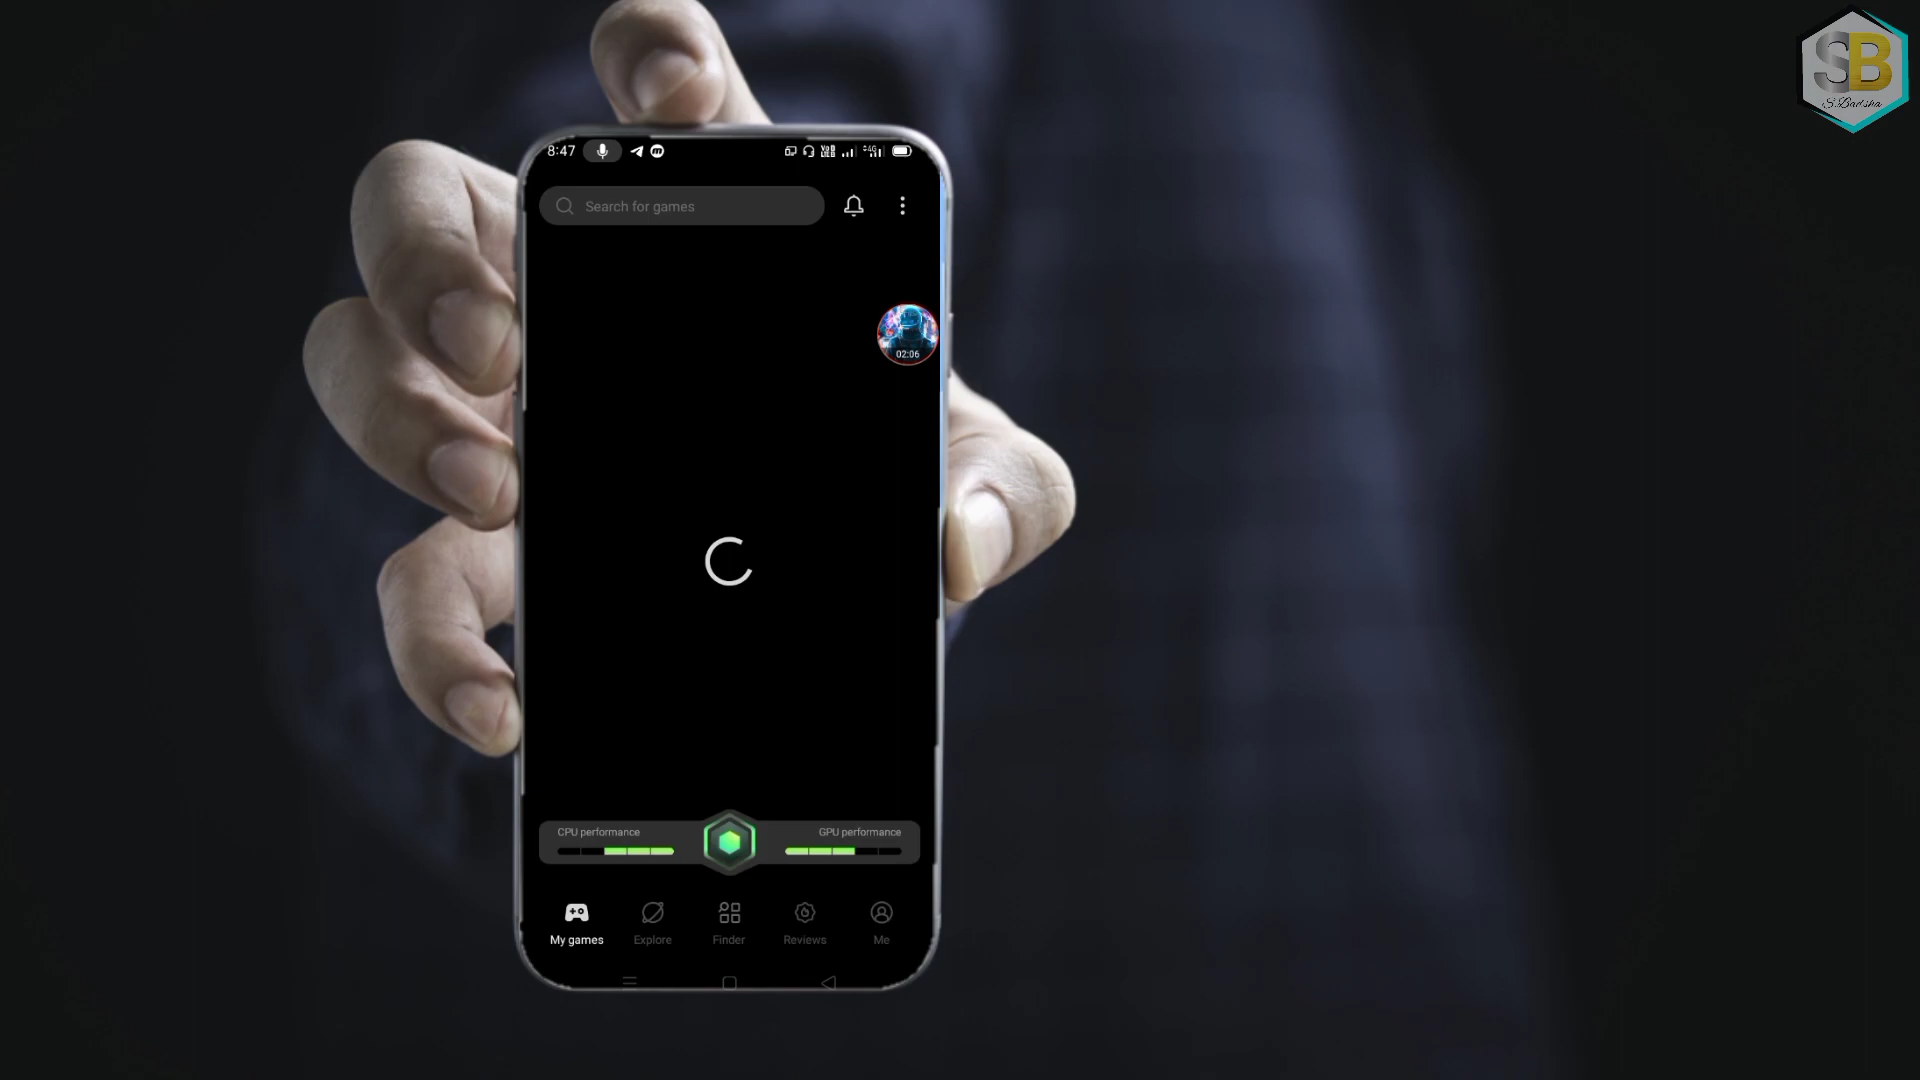 SB
S.Badsha
8:47
4G
Search for games
02:06
CPU performance
GPU performance
My games
Explore
Finder
Reviews
Me